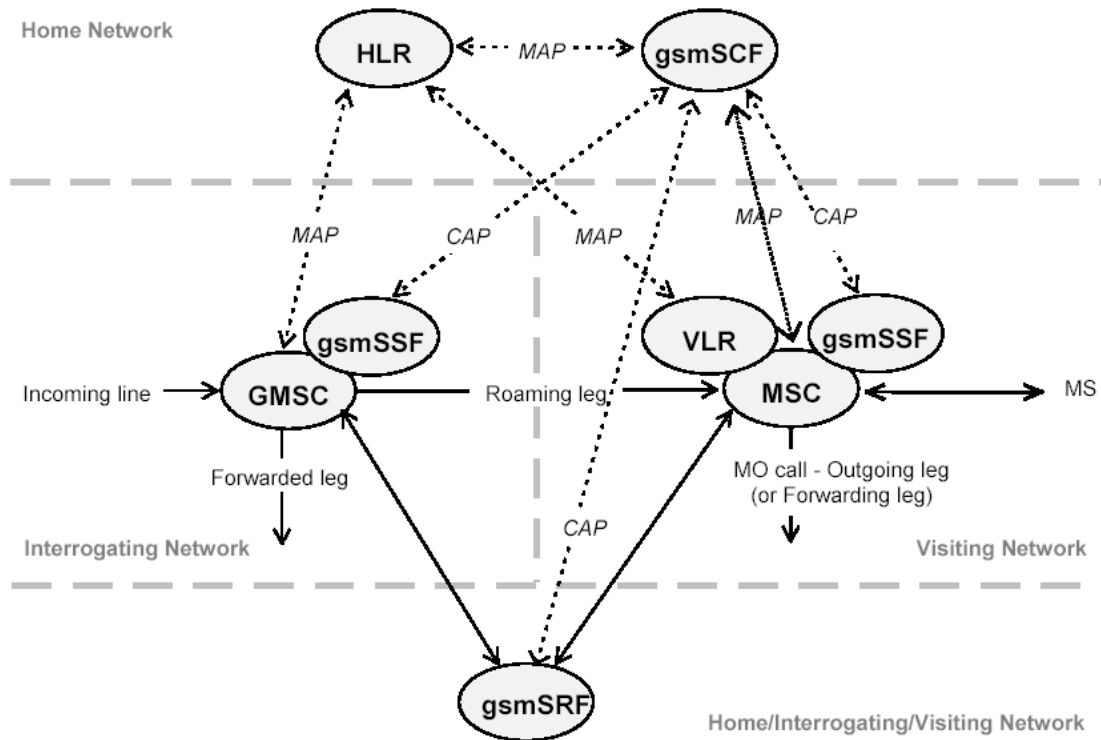 Home Network
HLR
MAP
gsmSCF
MAP
CAP
MAP
MAP
CAP
gsmSSF
VLR
gsmSSF
Incoming line
GMSC
Roaming leg
MSC
MS
Forwarded leg
MO call - Outgoing leg
(or Forwarding leg)
CAP
Interrogating Network
Visiting Network
gsmSRF
Home/Interrogating/Visiting Network